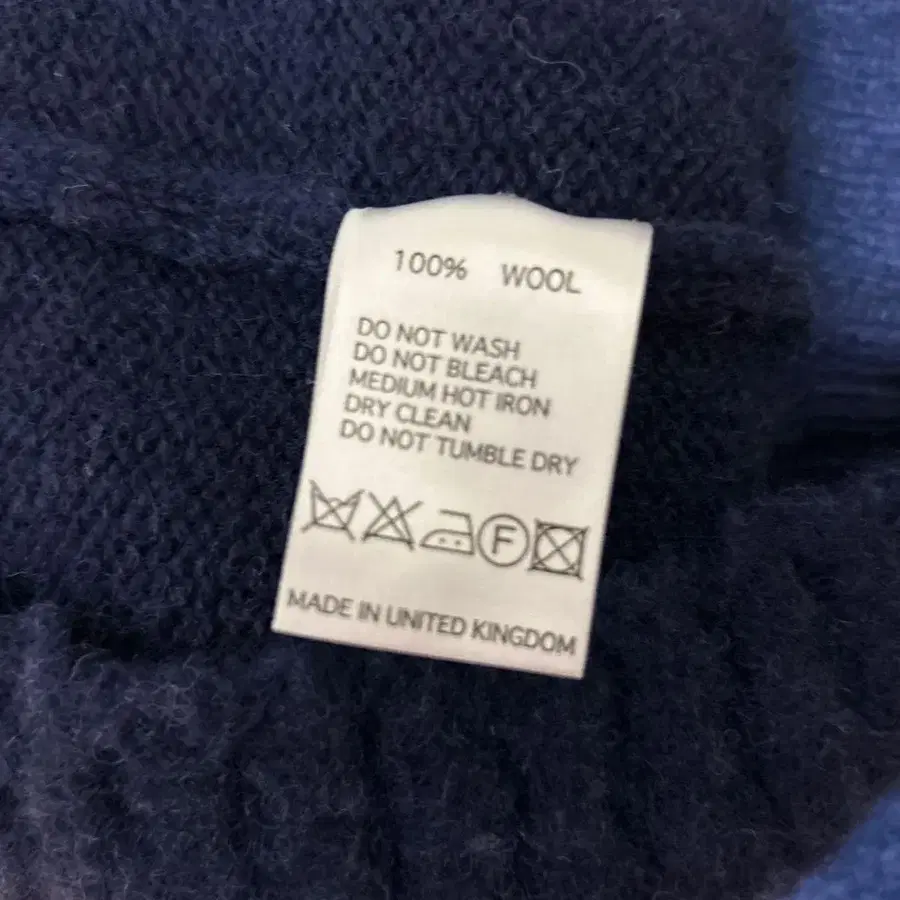 100% WOOL
DO NOT WASH
DO NOT BLEACH
MEDIUM HOT IRON
DRY CLEAN
DO NOT TUMBLE DRY
F
MADE IN UNITED KINGDOM